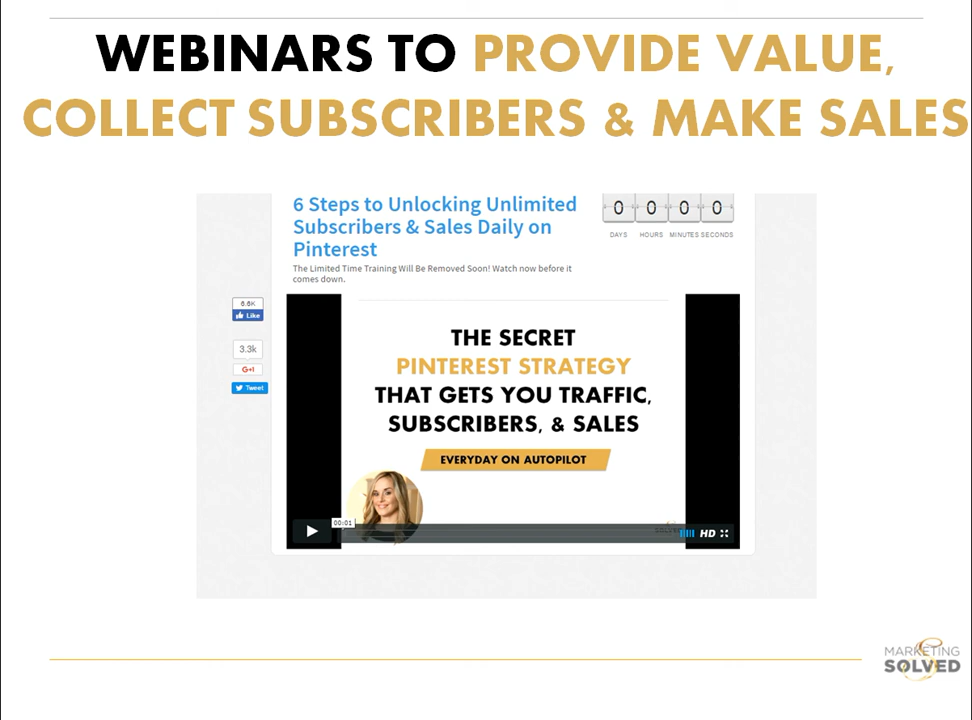 WEBINARS TO PROVIDE VALUE,
COLLECT SUBSCRIBERS & MAKE SALES
6 Steps to Unlocking Unlimited
Subscribers & Sales Daily on
Pinterest
The Limited Time Training Will Be Removed Soon! Watch now before it
comes down.
0 0 0 0
DAYS HOURS MINUTES SECONDS
6.6K
Like
3.3k
G+1
Tweet
THE SECRET
PINTEREST STRATEGY
THAT GETS YOU TRAFFIC,
SUBSCRIBERS, & SALES
EVERYDAY ON AUTOPILOT
00:01
HD
MARKETING
SOLVED